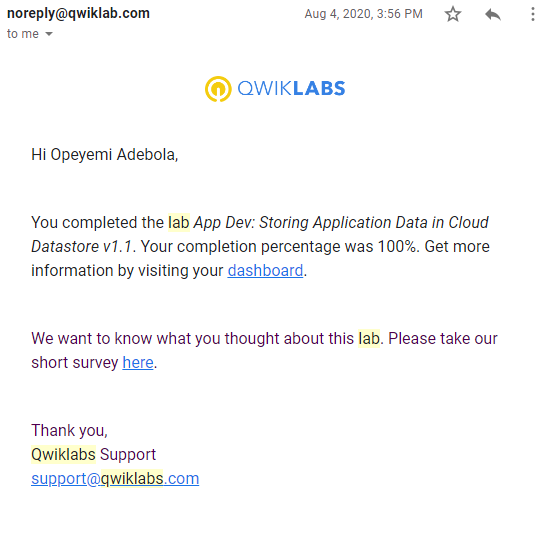 noreply@qwiklab.com Aug 4, 2020, 3:56 PM
to me
QWIKLABS
Hi Opeyemi Adebola,
You completed the lab App Dev: Storing Application Data in Cloud
Datastore v1.1. Your completion percentage was 100%. Get more
information by visiting your dashboard.
We want to know what you thought about this lab. Please take our
short survey here.
Thank you,
Qwiklabs Support
support@qwiklabs.com